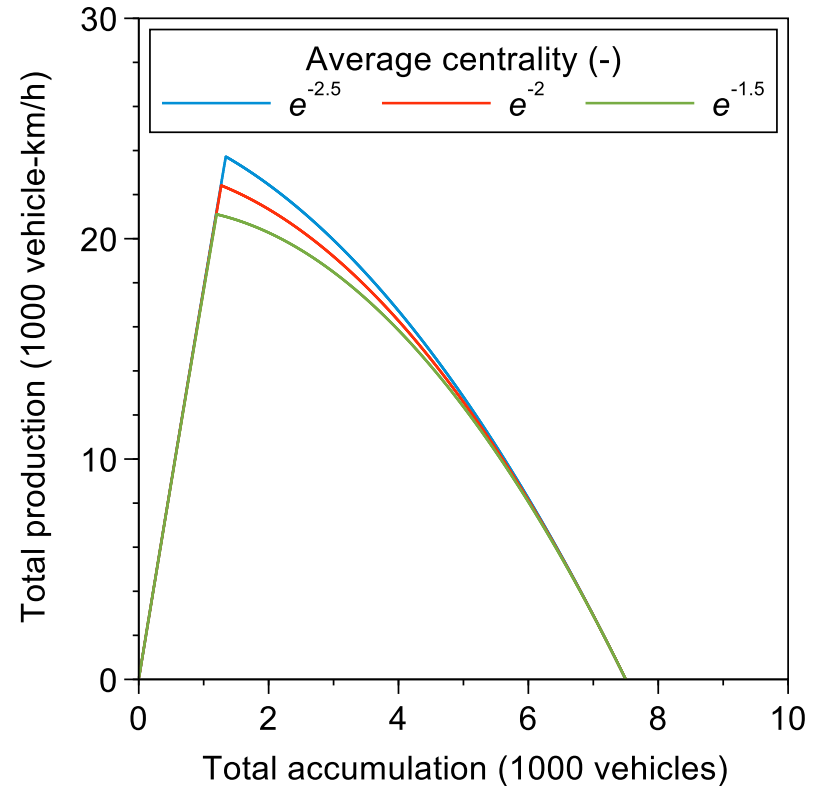 30
Average centrality (-)
e-2.5 e-2 e-1.5
20
10
0
0 2 4 6 8 10
Total production (1000 vehicle-km/h)
Total accumulation (1000 vehicles)